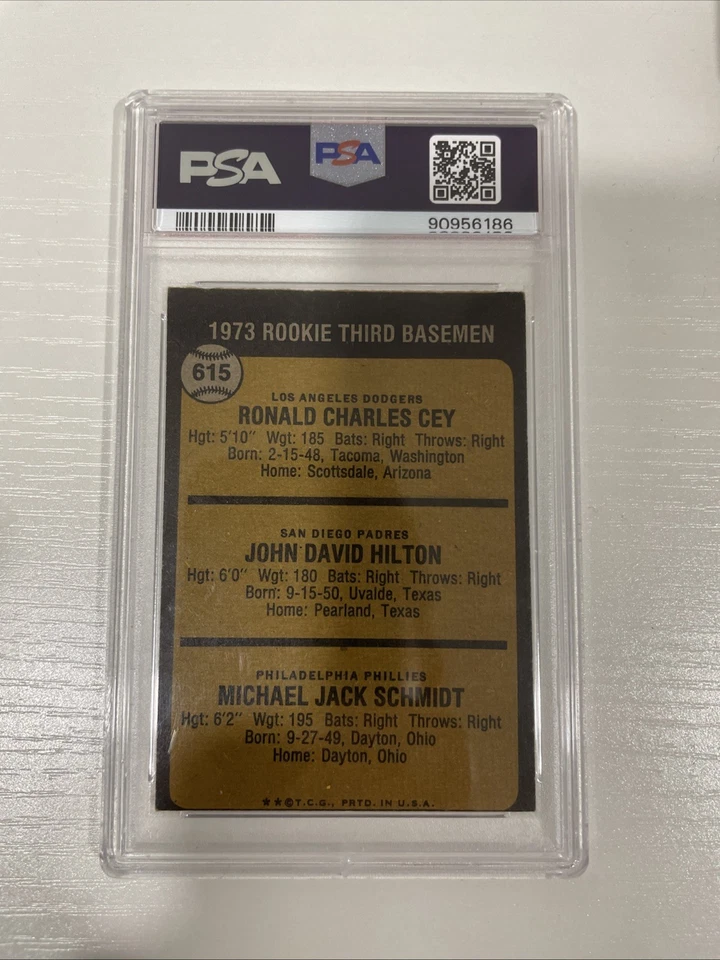 PSA
PSA
90956186
1973 ROOKIE THIRD BASEMEN
615
LOS ANGELES DODGERS
RONALD CHARLES CEY
Hgt: 5'10" Wgt: 185 Bats: Right Throws: Right
Born: 2-15-48, Tacoma, Washington
Home: Scottsdale, Arizona
SAN DIEGO PADRES
JOHN DAVID HILTON
Hgt: 6'0" Wgt: 180 Bats: Right Throws: Right
Born: 9-15-50, Uvalde, Texas
Home: Pearland, Texas
PHILADELPHIA PHILLIES
MICHAEL JACK SCHMIDT
Hgt: 6'2" Wgt: 195 Bats: Right Throws: Right
Born: 9-27-49, Dayton, Ohio
Home: Dayton, Ohio
★★©T.C.G., PRTD. IN U.S.A.